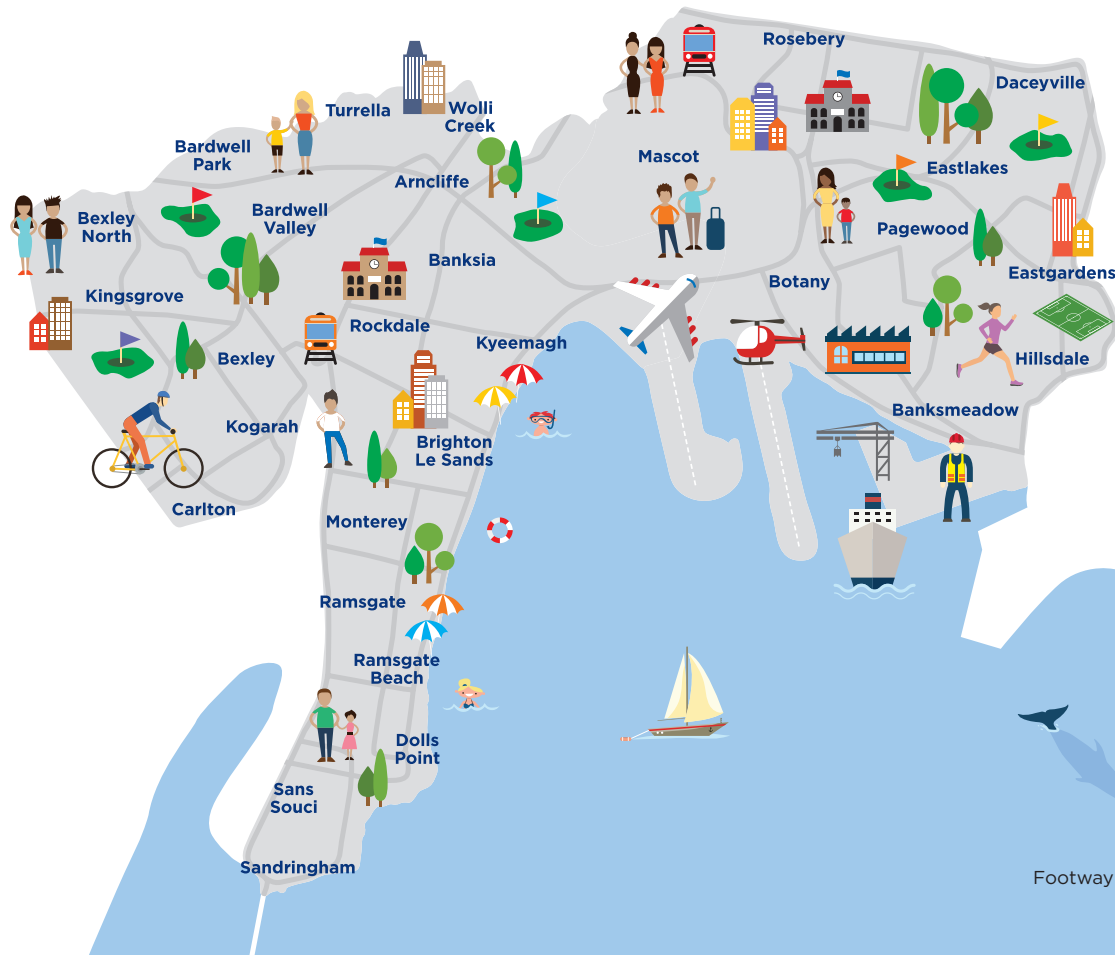 Rosebery
Daceyville
Turrella
Wolli
Creek
Bardwell
Park
Mascot
Eastlakes
Arncliffe
Bexley
North
Bardwell
Valley
Pagewood
Banksia
Eastgardens
Botany
Kingsgrove
Rockdale
Kyeemagh
Bexley
Hillsdale
Banksmeadow
Kogarah
Brighton
Le Sands
Carlton
Monterey
Ramsgate
Ramsgate
Beach
Dolls
Point
Sans
Souci
Sandringham
Footway